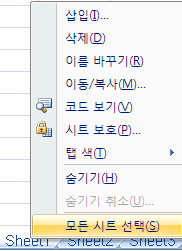 삽입(I)...
삭제(D)
이름 바꾸기(R)
이동/복사(M)...
코드 보기(V)
시트 보호(P)...
탭 색(T)
숨기기(H)
숨기기 취소(U)...
모든 시트 선택(S)
Sheet1 Sheet2 Sheet3